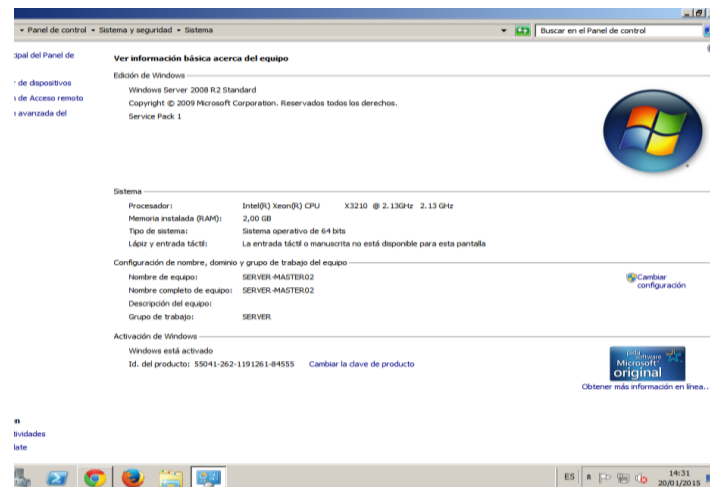 Panel de control Sistema y seguridad Sistema
Buscar en el Panel de control
cipal del Panel de
de dispositivos
de Acceso remoto
avanzada del
Ver información básica acerca del equipo
Edición de Windows
Windows Server 2008 R2 Standard
Copyright © 2009 Microsoft Corporation. Reservados todos los derechos.
Service Pack 1
Sistema
Procesador: Intel(R) Xeon(R) CPU X3210 @ 2.13GHz 2.13 GHz
Memoria instalada (RAM): 2,00 GB
Tipo de sistema: Sistema operativo de 64 bits
Lápiz y entrada táctil: La entrada táctil o manuscrita no está disponible para esta pantalla
Configuración de nombre, dominio y grupo de trabajo del equipo
Nombre de equipo: SERVER-MASTER02
Cambiar
configuración
Nombre completo de equipo: SERVER-MASTER02
Descripción del equipo:
Grupo de trabajo: SERVER
Activación de Windows
Windows está activado
Id. del producto: 55041-262-1191261-84555 Cambiar la clave de producto
pida
software
Microsoft
original
Obtener más información en línea..
n
tividades
late
ES
14:31
20/01/2015